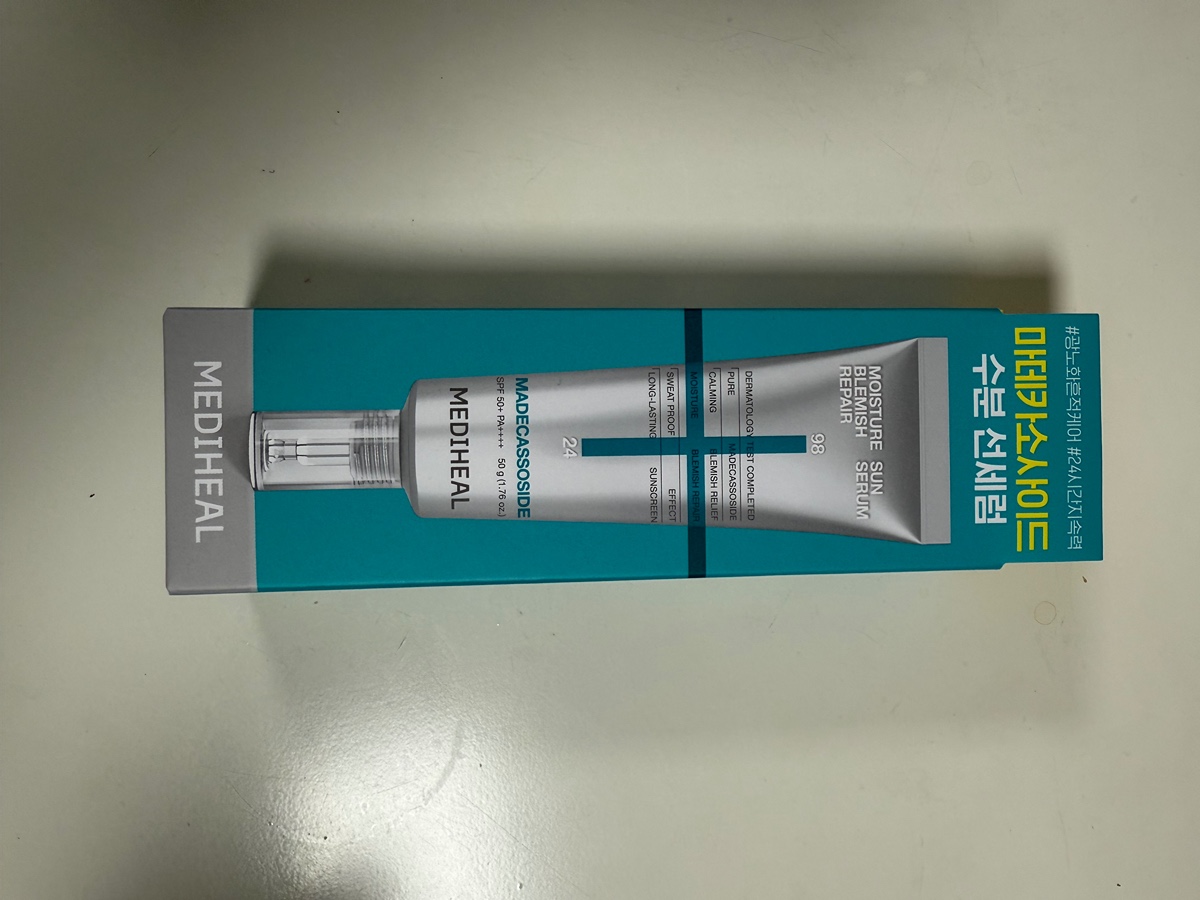 #광노화흔적케어 #24시간지속력
마데카소사이드
수분 선세럼
MOISTURE SUN
BLEMISH SERUM
REPAIR
98
DERMATOLOGY TEST COMPLETED
PURE MADECASSOSIDE
CALMING BLEMISH RELIEF
MOISTURE BLEMISH REPAIR
SWEAT PROOF EFFECT
LONG-LASTING SUNSCREEN
24
MADECASSOSIDE
SPF 50+ PA++++ 50 g (1.76 oz.)
MEDIHEAL
MEDIHEAL